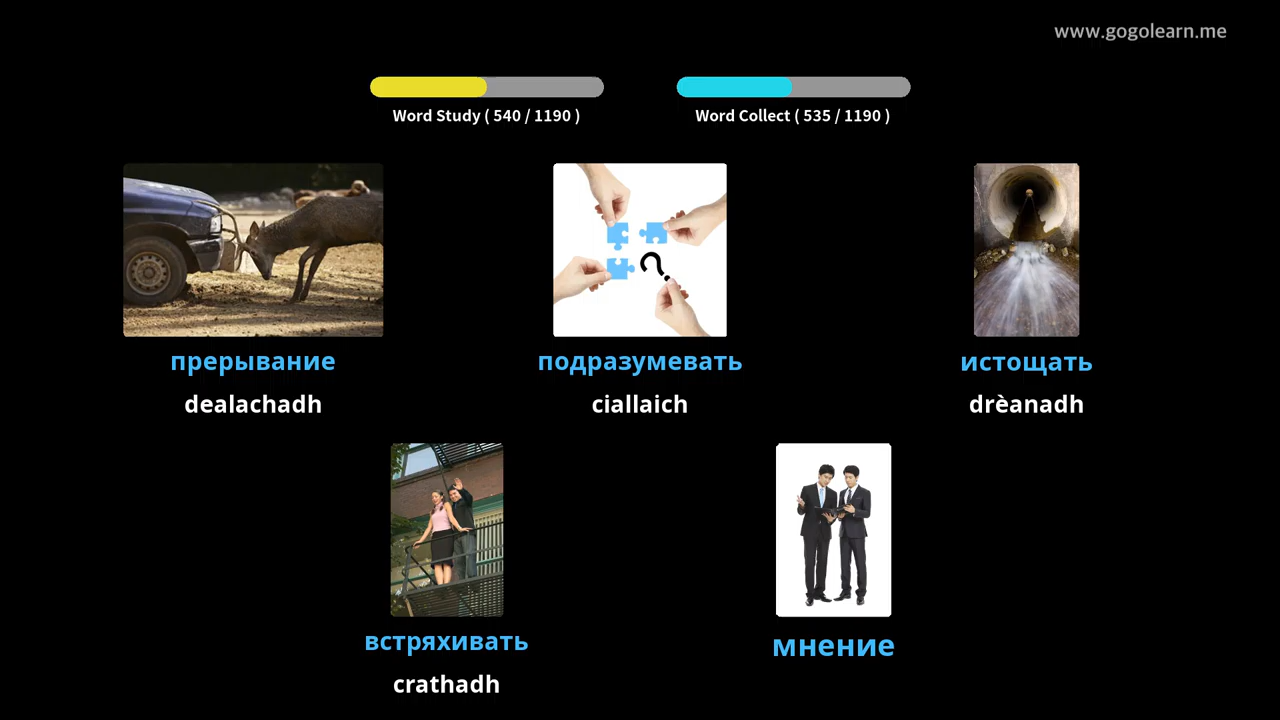 www.gogolearn.me
Word Study ( 540 / 1190 )
Word Collect ( 535 / 1190 )
прерывание
dealachadh
подразумевать
ciallaich
истощать
drèanadh
встряхивать
crathadh
мнение